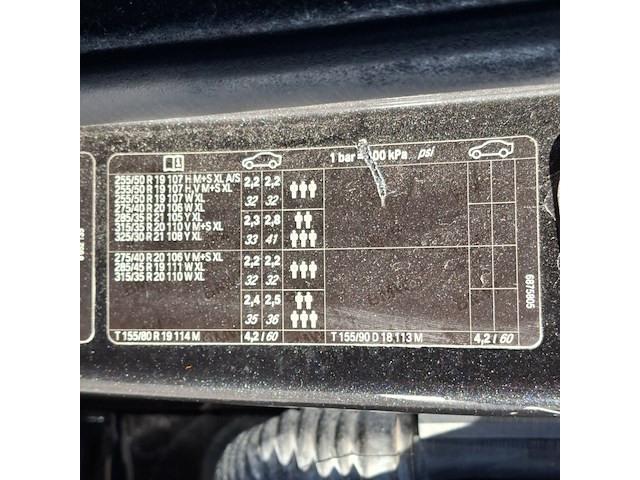 1 bar = 100 kPa psi
255/50 R 19 107 H M+S XL A/S
255/50 R 19 107 H,V M+S XL 2,2 2,2
255/50 R 19 107 W XL
275/40 R 20 106 W XL 32 32
285/35 R 21 105 Y XL 2,3 2,8
315/35 R 20 110 V M+S XL
325/30 R 21 108 Y XL 33 41
275/40 R 20 106 V M+S XL 2,2 2,2
285/45 R 19 111 W XL
315/35 R 20 110 W XL 32 32
2,4 2,5
35 36
T 155/80 R 19 114 M 4,2 / 60 T 155/90 D 18 113 M 4,2 / 60
6875805